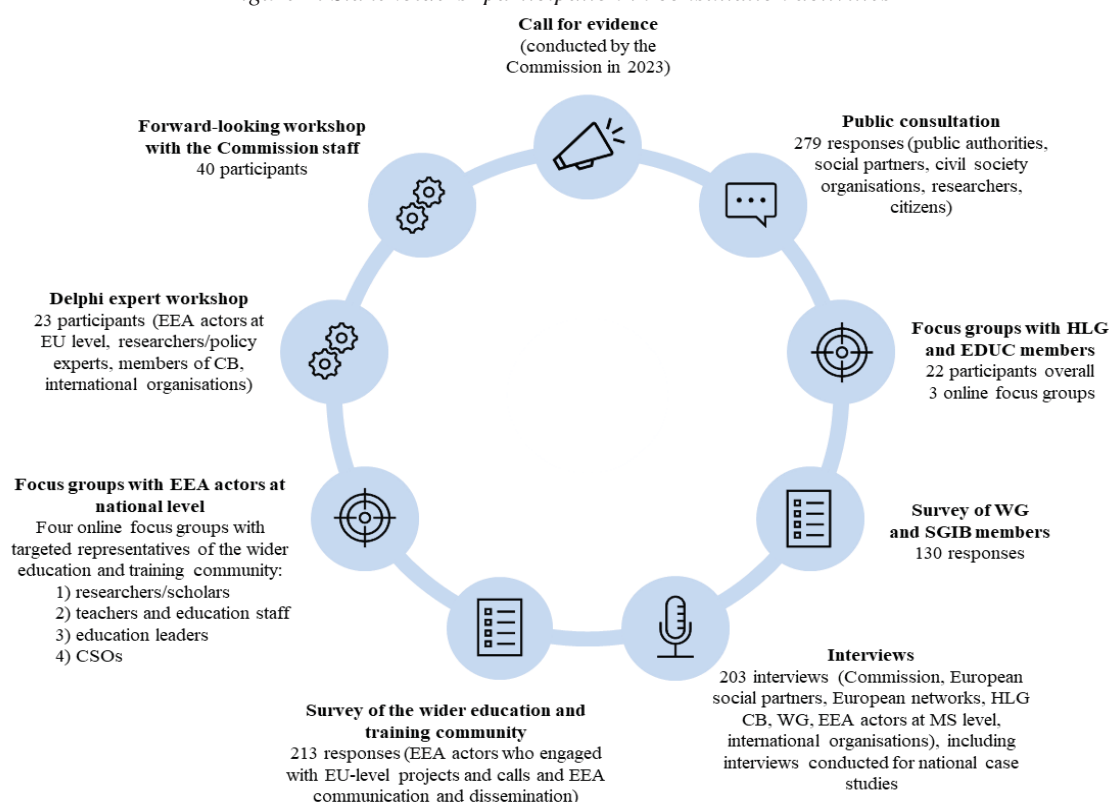 Call for evidence
(conducted by the
Commission in 2023)
Public consultation
279 responses (public authorities,
social partners, civil society
organisations, researchers,
citizens)
Focus groups with HLG
and EDUC members
22 participants overall
3 online focus groups
Survey of WG
and SGIB members
130 responses
Interviews
203 interviews (Commission, European
social partners, European networks, HLG
CB, WG, EEA actors at MS level,
international organisations), including
interviews conducted for national case
studies
Survey of the wider education and
training community
213 responses (EEA actors who engaged
with EU-level projects and calls and EEA
communication and dissemination)
Focus groups with EEA actors at
national level
Four online focus groups with
targeted representatives of the wider
education and training community:
1) researchers/scholars
2) teachers and education staff
3) education leaders
4) CSOs
Delphi expert workshop
23 participants (EEA actors at
EU level, researchers/policy
experts, members of CB,
international organisations)
Forward-looking workshop
with the Commission staff
40 participants